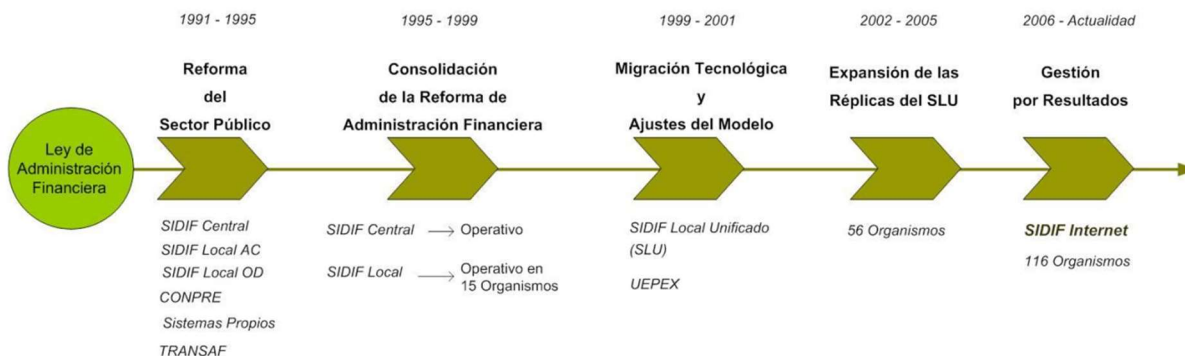 1991 - 1995
1995 - 1999
1999 - 2001
2002 - 2005
2006 - Actualidad
Reforma
del
Sector Público
Consolidación
de la Reforma de
Administración Financiera
Migración Tecnológica
y
Ajustes del Modelo
Expansión de las
Réplicas del SLU
Gestión
por Resultados
Ley de
Administración
Financiera
SIDIF Central
SIDIF Local AC
SIDIF Local OD
CONPRE
Sistemas Propios
TRANSAF
SIDIF Central → Operativo
SIDIF Local → Operativo en
15 Organismos
SIDIF Local Unificado
(SLU)
UEPEX
56 Organismos
SIDIF Internet
116 Organismos